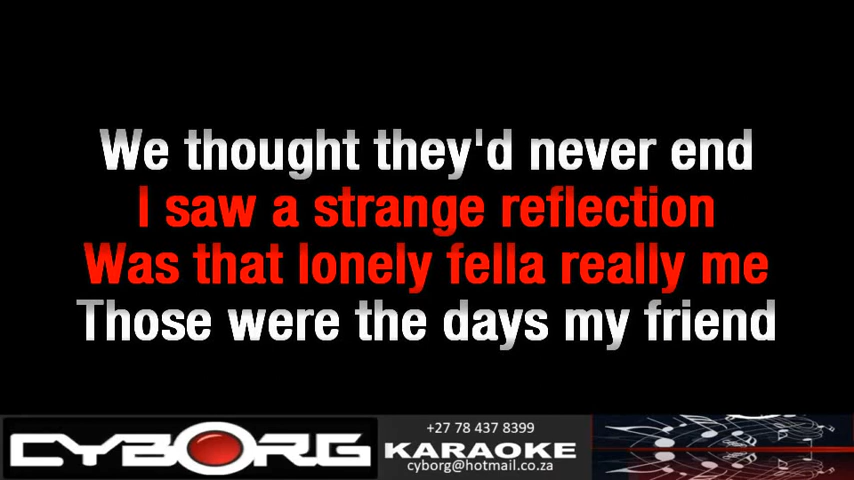 We thought they'd never end
I saw a strange reflection
Was that lonely fella really me
Those were the days my friend
CYBORG
+27 78 437 8399
KARAOKE
cyborg@hotmail.co.za